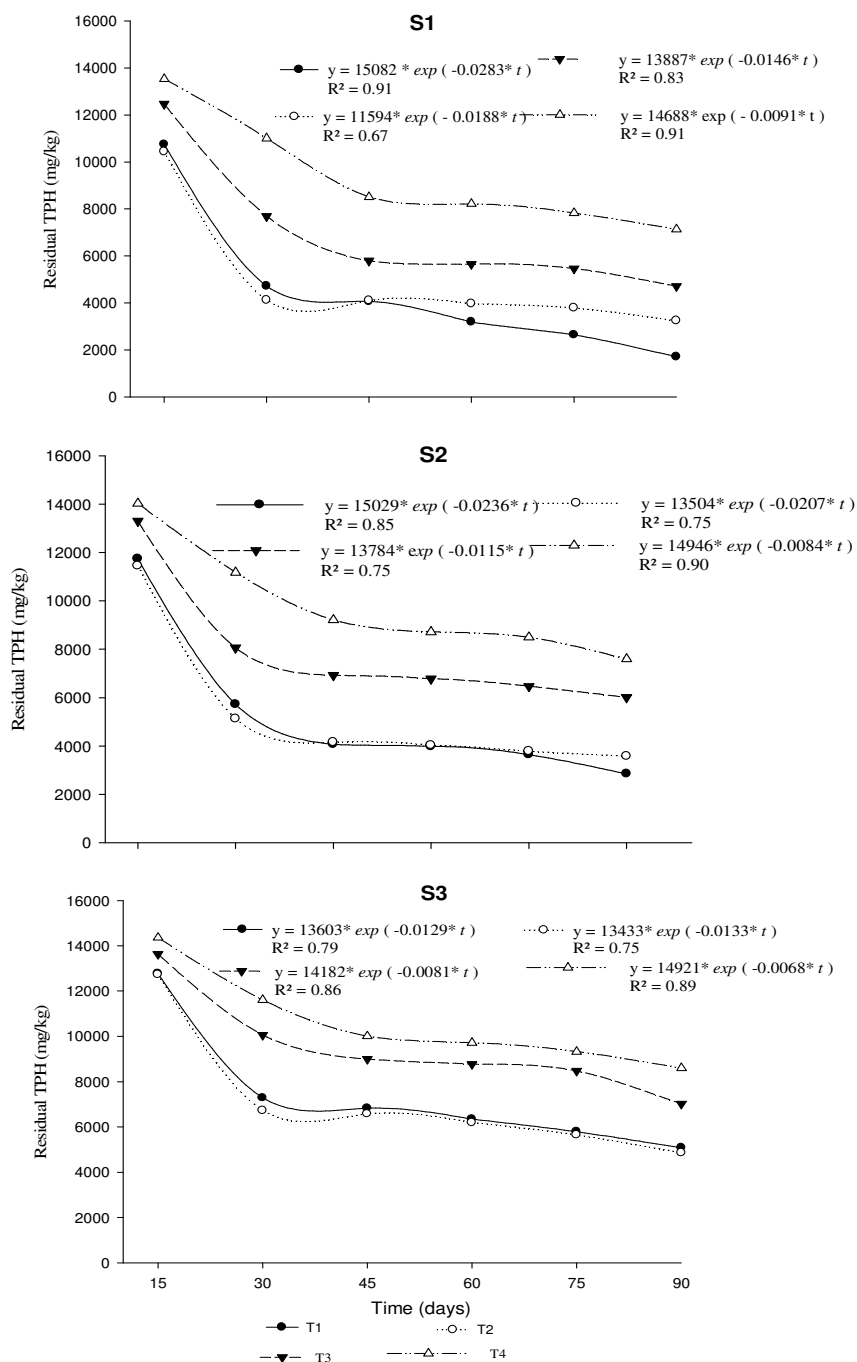 S1
16000
14000
12000
10000
8000
6000
4000
2000
0
Residual TPH (mg/kg)
y = 15082 * exp ( -0.0283* t )
R² = 0.91
y = 13887* exp ( -0.0146* t )
R² = 0.83
y = 11594* exp ( - 0.0188* t )
R² = 0.67
y = 14688* exp ( - 0.0091* t )
R² = 0.91
S2
16000
14000
12000
10000
8000
6000
4000
2000
0
Residual TPH (mg/kg)
y = 15029* exp ( -0.0236* t )
R² = 0.85
y = 13504* exp ( -0.0207* t )
R² = 0.75
y = 13784* exp ( -0.0115* t )
R² = 0.75
y = 14946* exp ( -0.0084* t )
R² = 0.90
S3
16000
14000
12000
10000
8000
6000
4000
2000
0
Residual TPH (mg/kg)
y = 13603* exp ( -0.0129* t )
R² = 0.79
y = 13433* exp ( -0.0133* t )
R² = 0.75
y = 14182* exp ( -0.0081* t )
R² = 0.86
y = 14921* exp ( -0.0068* t )
R² = 0.89
15 30 45 60 75 90
Time (days)
T1 T2
T3 T4